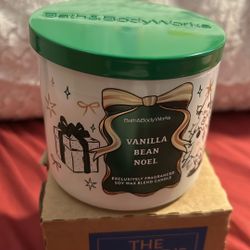 Bath&BodyWorks
Bath&BodyWorks
VANILLA
BEAN
NOEL
EXCLUSIVELY FRAGRANCED
SOY WAX BLEND CANDLE
THE